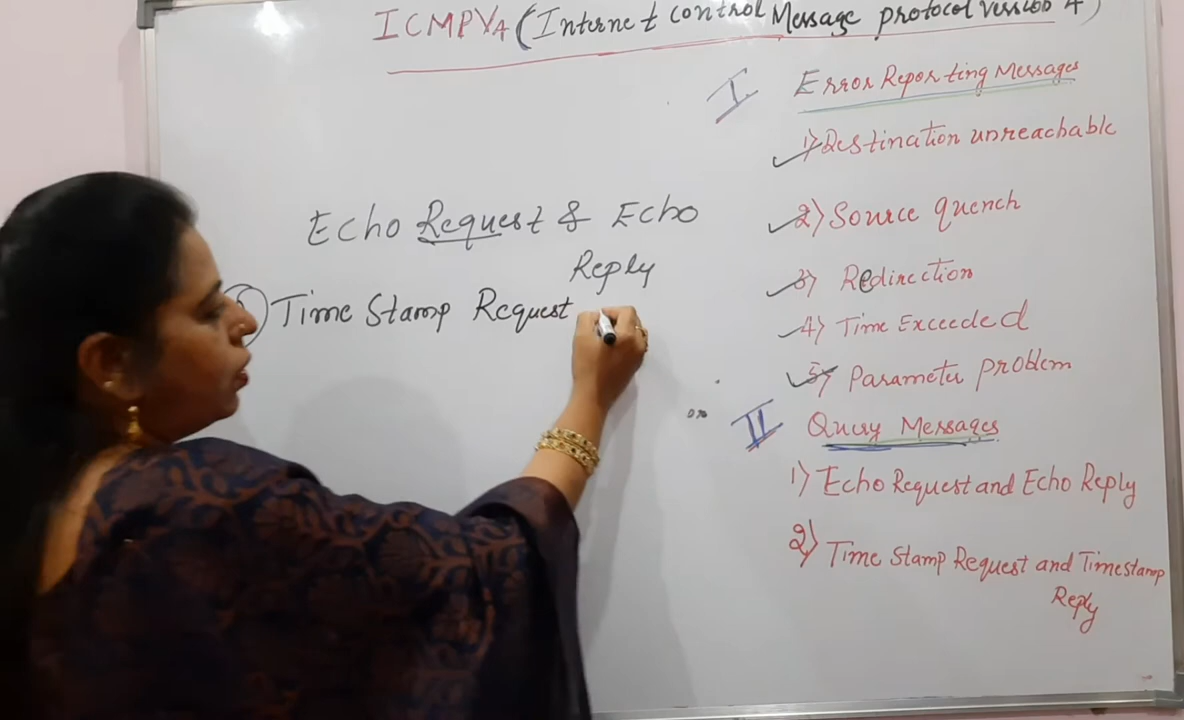 ICMPV4 (Internet control Message protocol version 4)
Echo Request & Echo
Reply
Time Stamp Request
I Error Reporting Messages
1) Destination unreachable
2) Source quench
3) Redirection
4) Time Exceeded
5) Parameter problem
II Query Messages
1) Echo Request and Echo Reply
2) Time Stamp Request and Timestamp
Reply